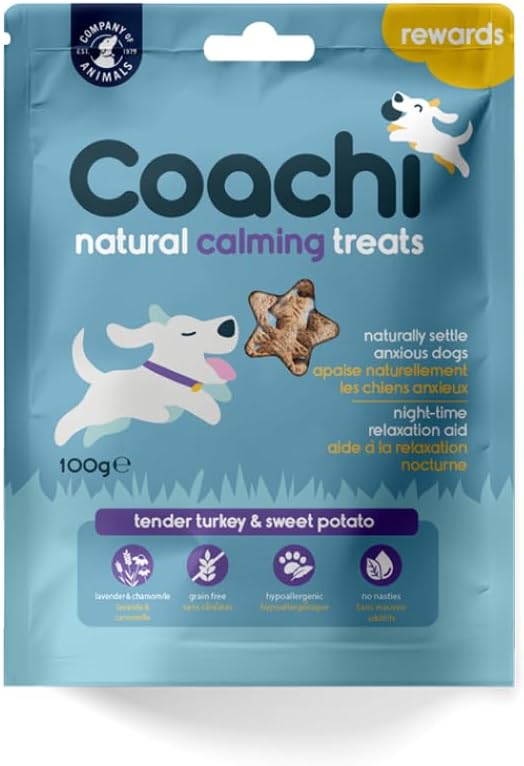 COMPANY OF
EST. 1979
ANIMALS
rewards
Coachi
natural calming treats
naturally settle
anxious dogs
apaise naturellement
les chiens anxieux
night-time
relaxation aid
aide à la relaxation
nocturne
100g℮
tender turkey & sweet potato
lavender & chamomile
lavande &
camomille
grain free
sans céréales
hypoallergenic
hypoallergénique
no nasties
Sans mauvais
additifs